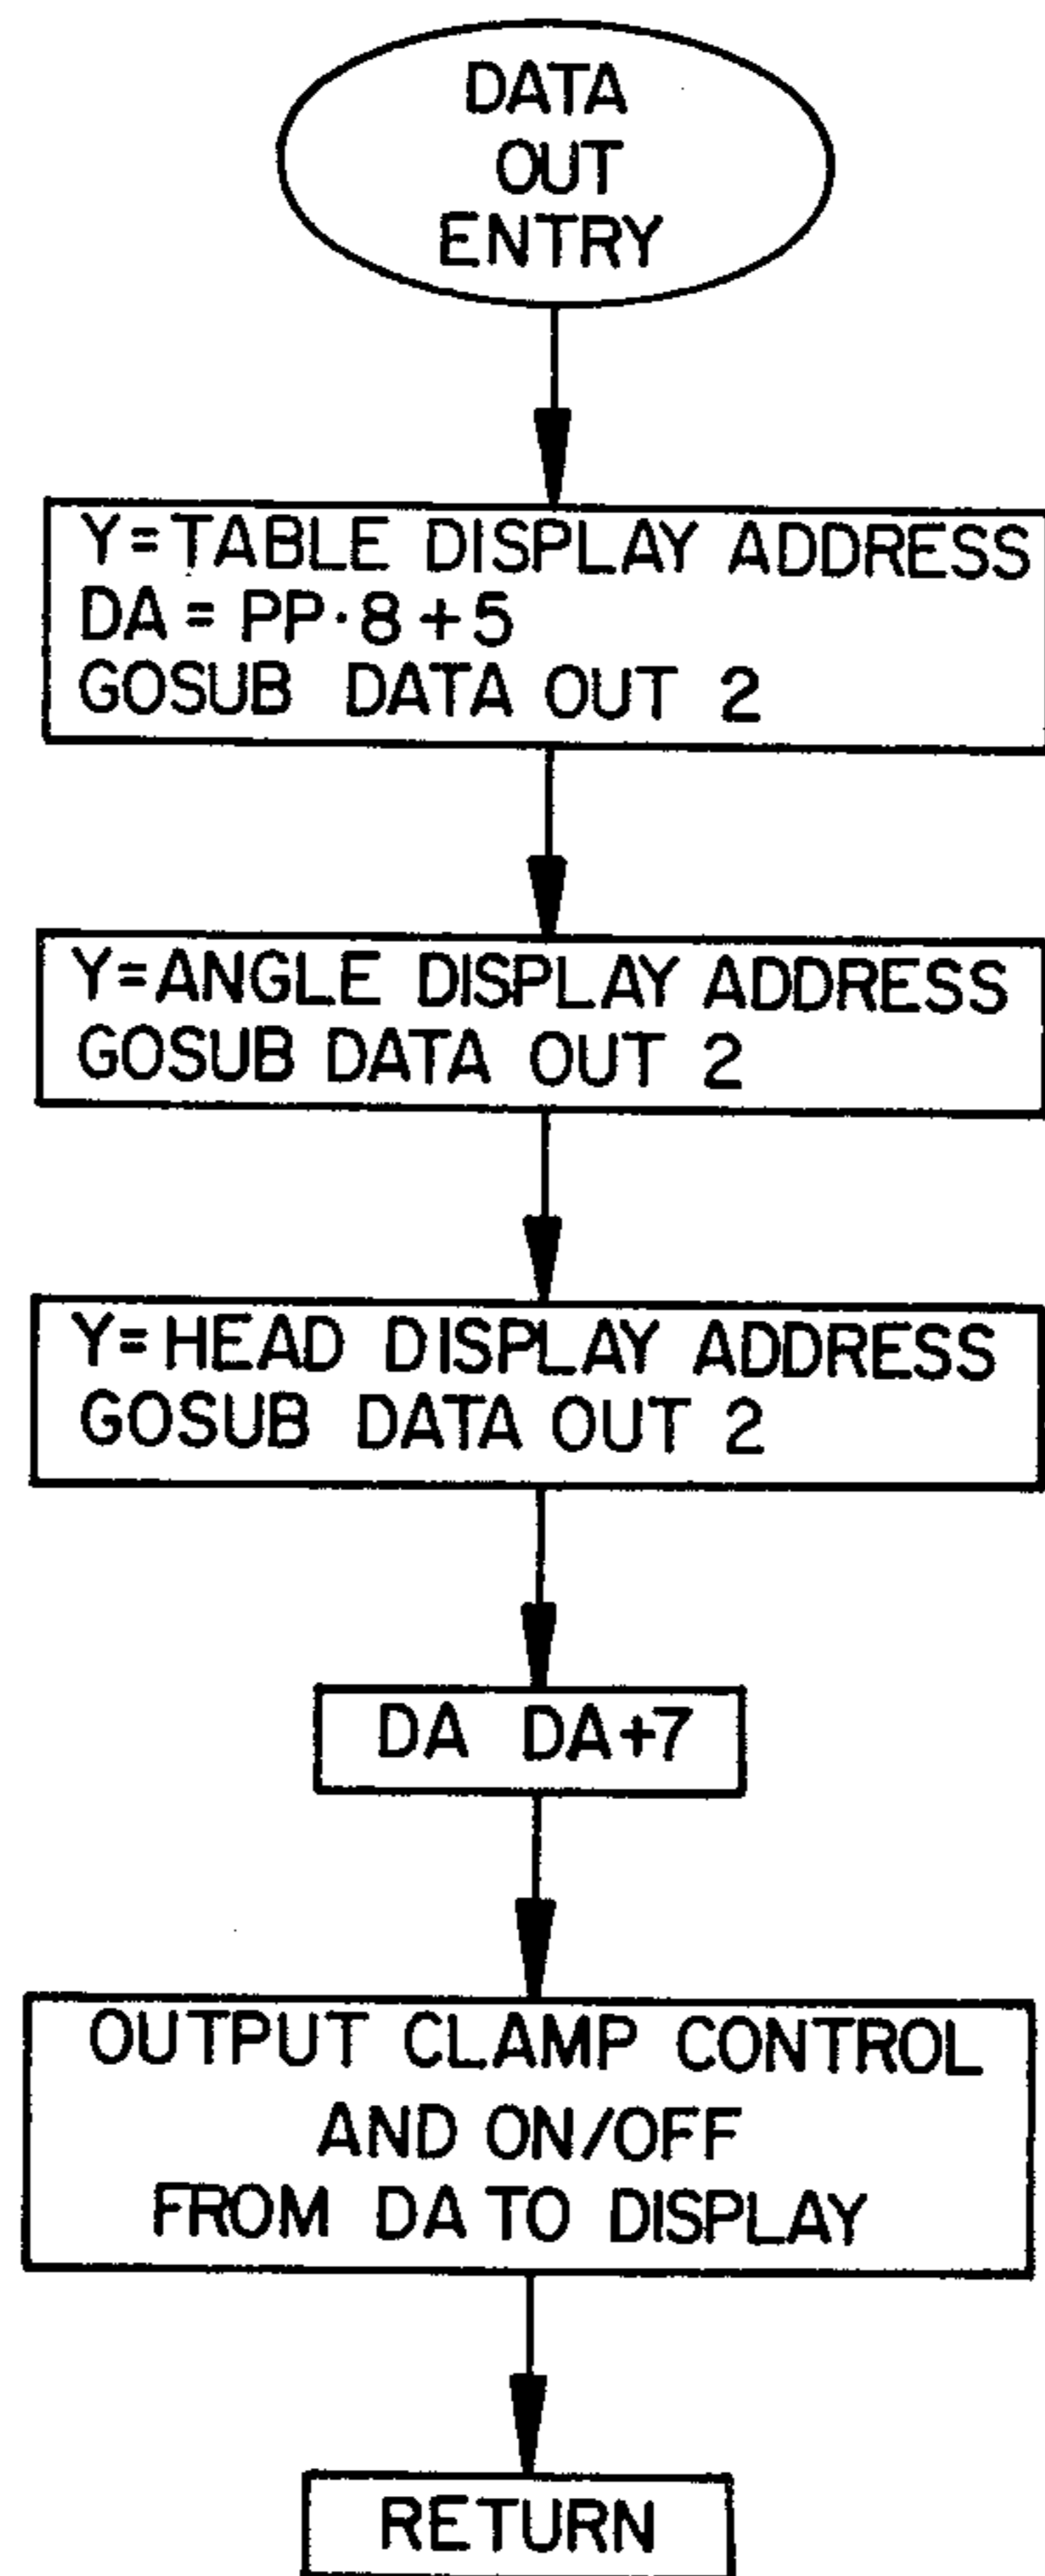 DATA
OUT
ENTRY
Y=TABLE DISPLAY ADDRESS
DA = PP·8+5
GOSUB DATA OUT 2
Y=ANGLE DISPLAY ADDRESS
GOSUB DATA OUT 2
Y=HEAD DISPLAY ADDRESS
GOSUB DATA OUT 2
DA DA+7
OUTPUT CLAMP CONTROL
AND ON/OFF
FROM DA TO DISPLAY
RETURN